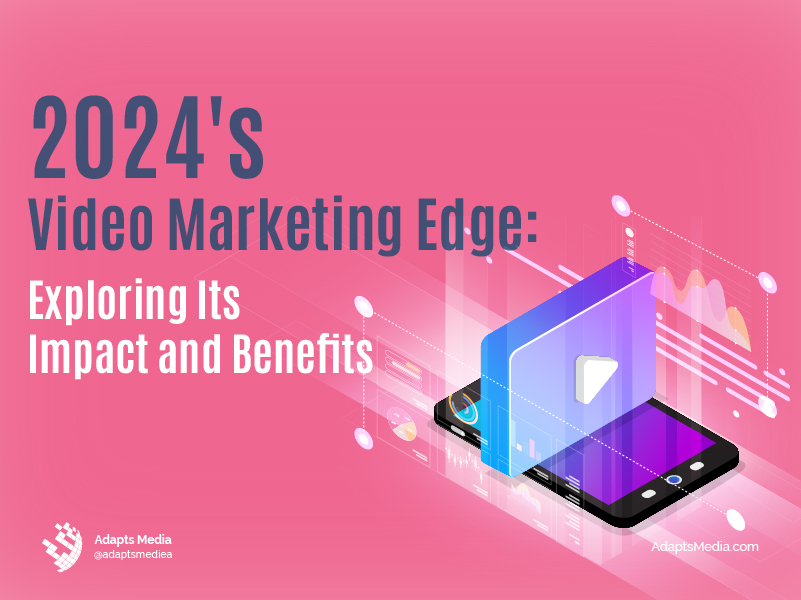 2024's
Video Marketing Edge:
Exploring Its
Impact and Benefits
Adapts Media
@adaptsmediea
AdaptsMedia.com